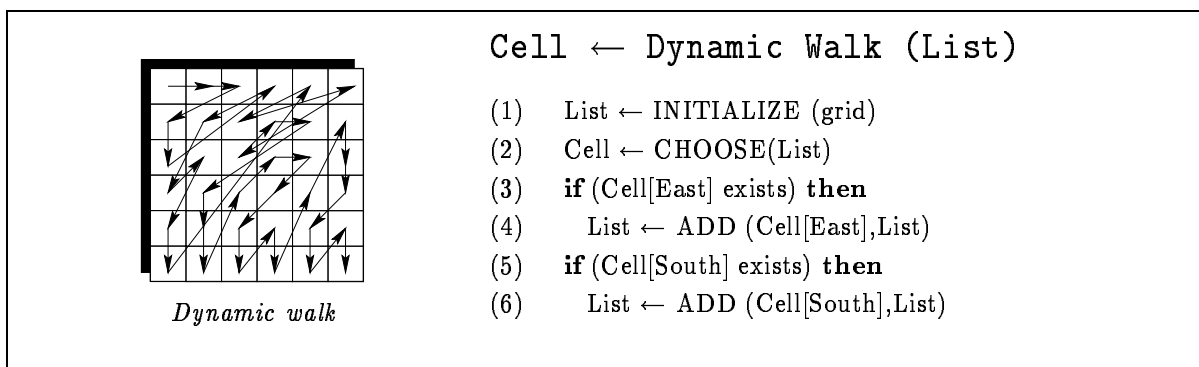 Cell ← Dynamic Walk (List)
(1) List ← INITIALIZE (grid)
(2) Cell ← CHOOSE(List)
(3) if (Cell[East] exists) then
(4) List ← ADD (Cell[East],List)
(5) if (Cell[South] exists) then
(6) List ← ADD (Cell[South],List)
Dynamic walk